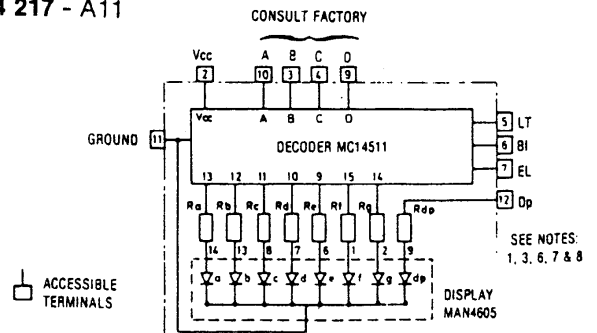 217 - A11
CONSULT FACTORY
Vcc A B C D
2 10 3 4 9
Vcc A B C D
GROUND 11
DECODER MC14511
5 LT
6 BI
7 EL
13 12 11 10 9 15 14
12 Dp
Ra Rb Rc Rd Re Rf Rg Rdp
SEE NOTES:
1, 3, 6, 7 & 8
14 13 8 7 6 1 2 9
a b c d e f g dp
ACCESSIBLE
TERMINALS
DISPLAY
MAN4605